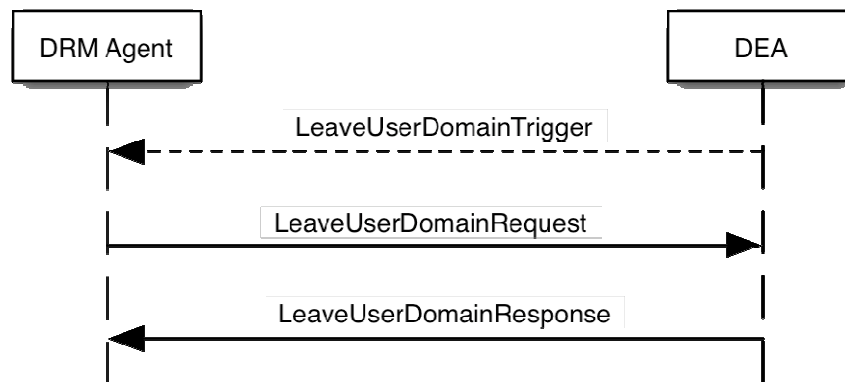 DRM Agent
DEA
LeaveUserDomainTrigger
LeaveUserDomainRequest
LeaveUserDomainResponse